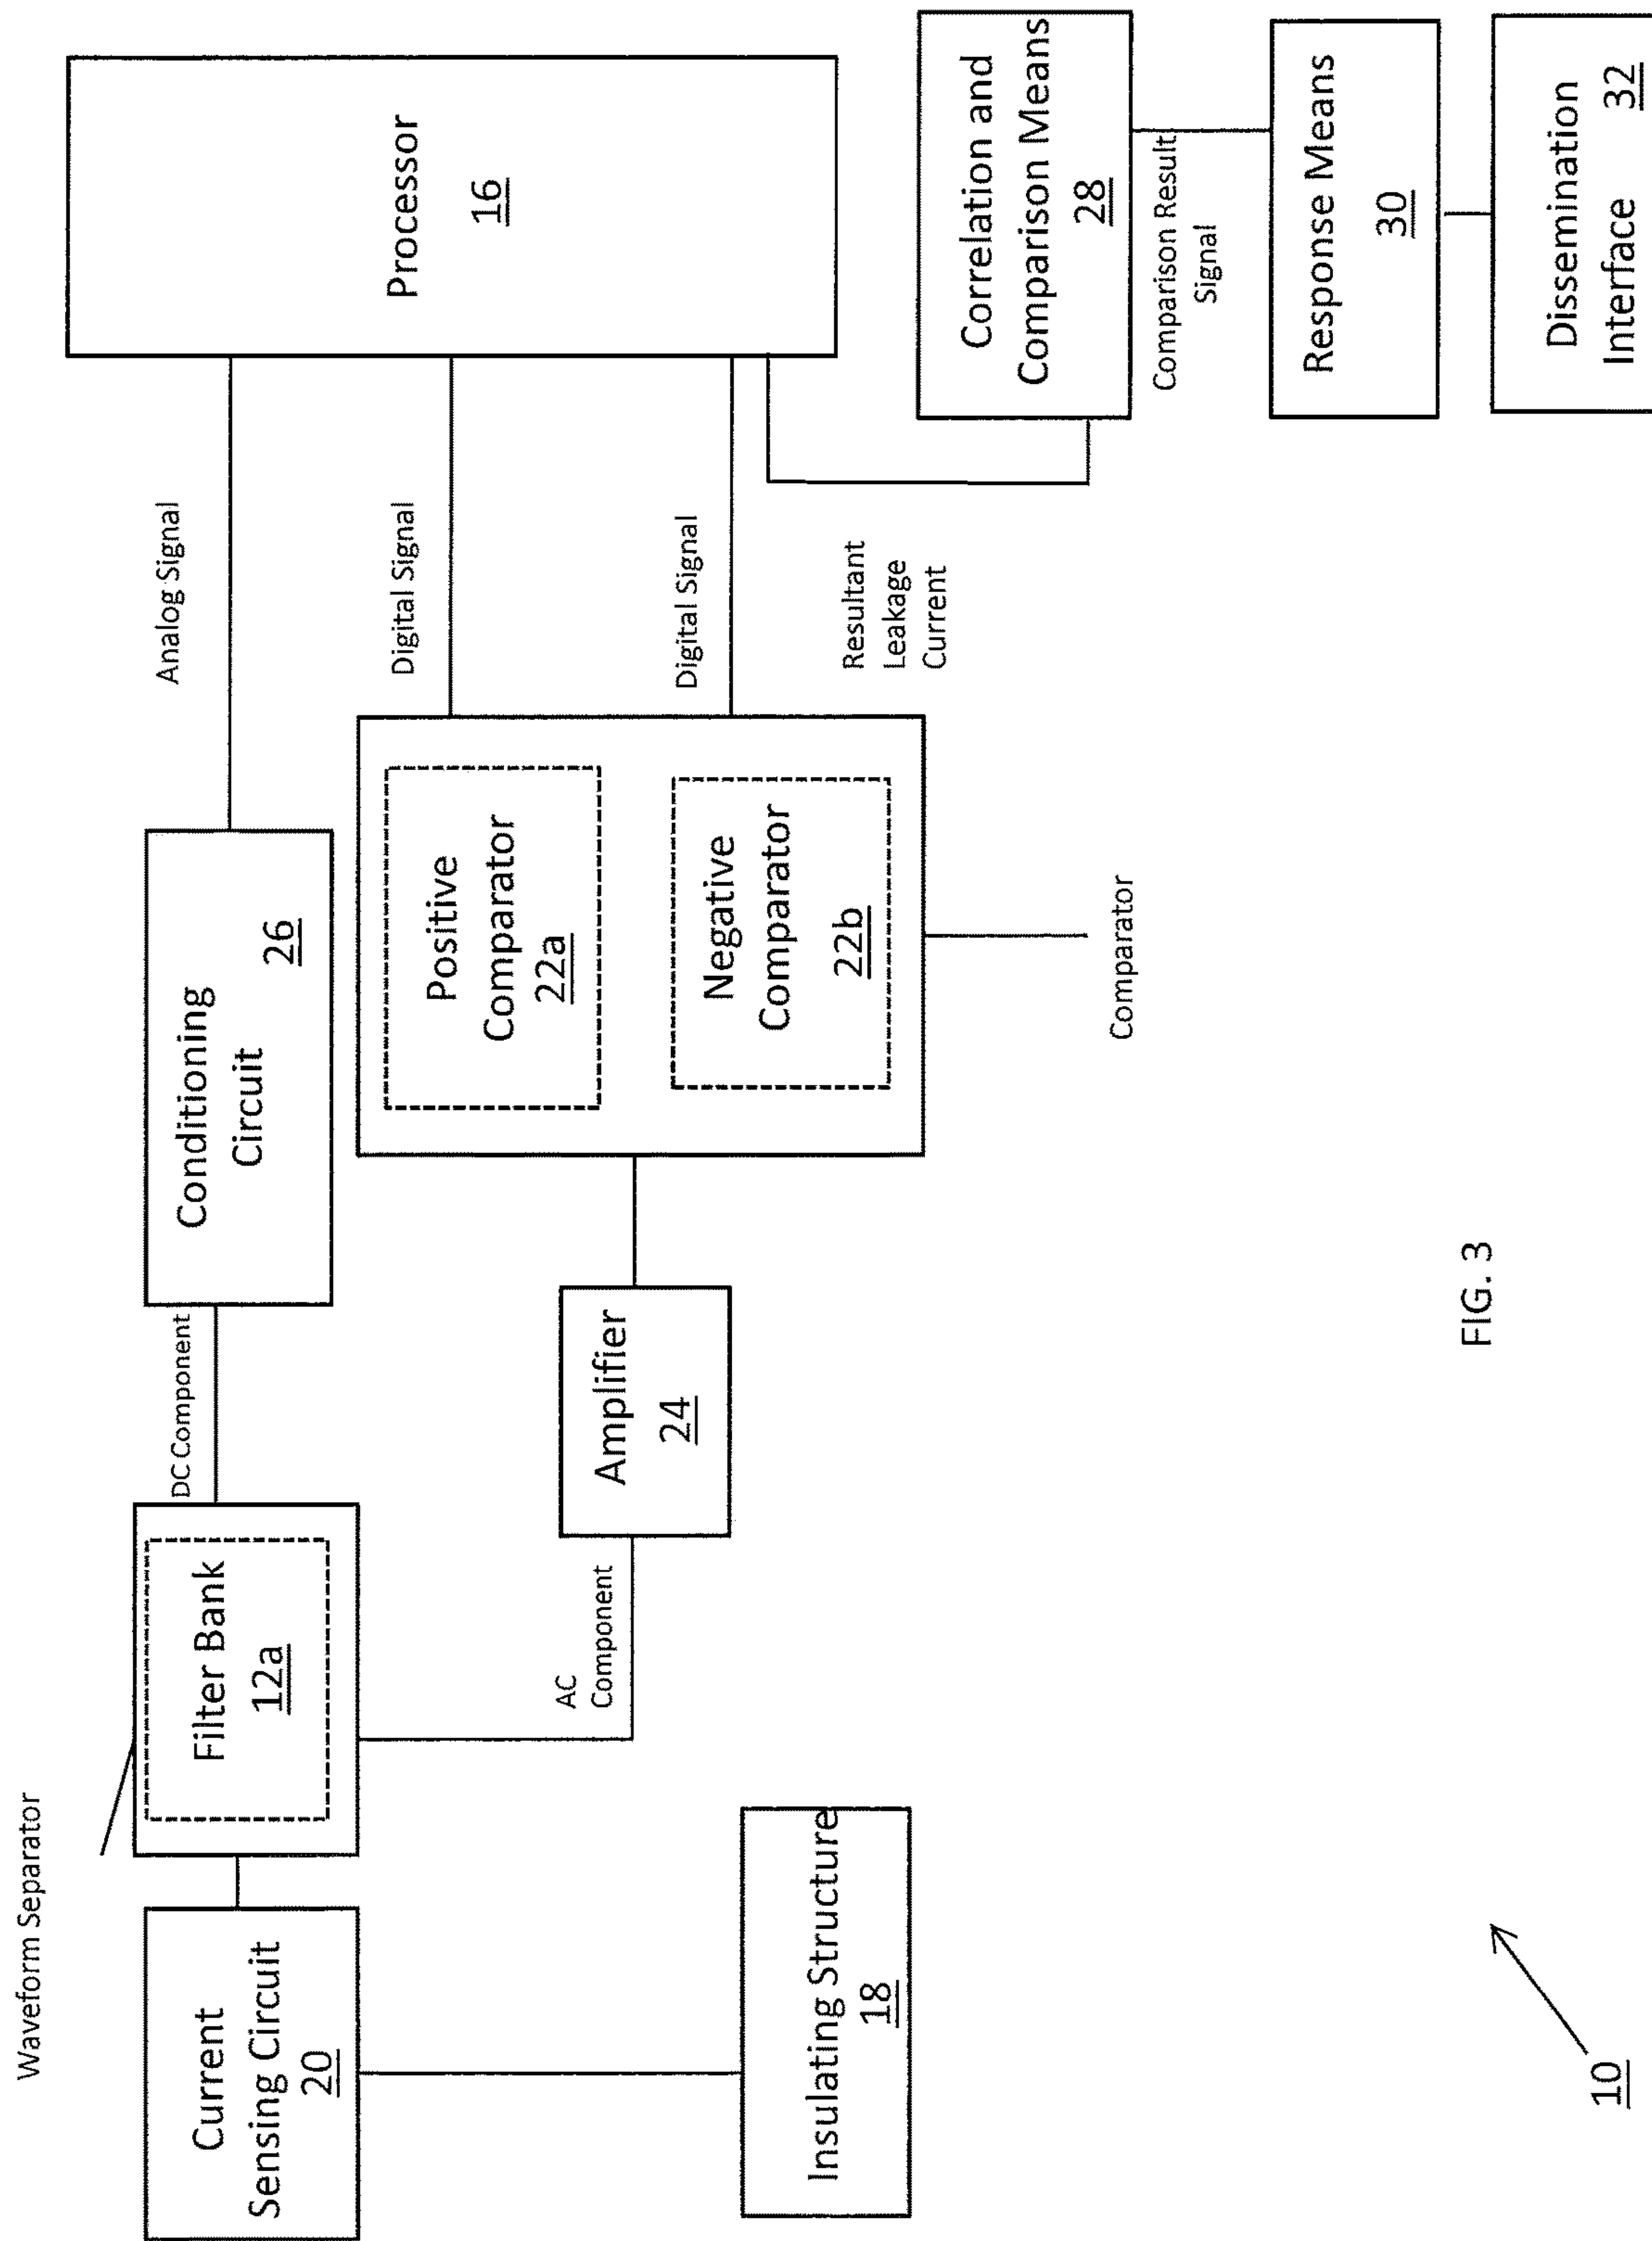 Waveform Separator
Current
Sensing Circuit
20
Filter Bank
12a
DC Component
Conditioning
Circuit
26
Analog Signal
Processor
16
AC
Component
Amplifier
24
Positive
Comparator
22a
Negative
Comparator
22b
Digital Signal
Digital Signal
Resultant
Leakage
Current
Comparator
Insulating Structure
18
Correlation and
Comparison Means
28
Comparison Result
Signal
Response Means
30
Dissemination
Interface 32
10
FIG. 3